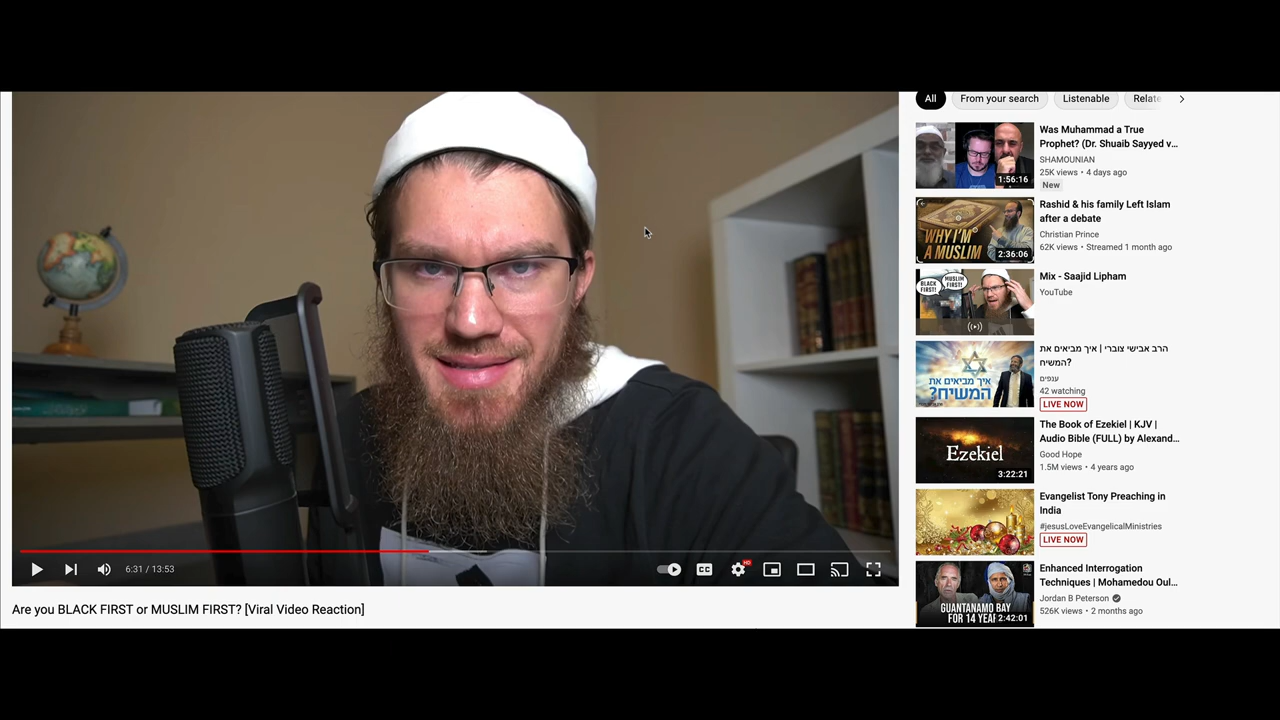 6:31 / 13:53
CC
HD
Are you BLACK FIRST or MUSLIM FIRST? [Viral Video Reaction]
All
From your search
Listenable
Relate
1:56:16
Was Muhammad a True
Prophet? (Dr. Shuaib Sayyed v...
SHAMOUNIAN
25K views • 4 days ago
New
WHY I'M
A MUSLIM
2:36:06
Rashid & his family Left Islam
after a debate
Christian Prince
62K views • Streamed 1 month ago
BLACK
FIRST!
MUSLIM
FIRST!
Mix - Saajid Lipham
YouTube
איך מביאים את
המשיח?
הרב אבישי צוברי | איך מביאים את
המשיח?
ענפים
42 watching
LIVE NOW
Ezekiel
3:22:21
The Book of Ezekiel | KJV |
Audio Bible (FULL) by Alexand...
Good Hope
1.5M views • 4 years ago
Evangelist Tony Preaching in
India
#jesusLoveEvangelicalMinistries
LIVE NOW
GUANTANAMO BAY
FOR 14 YEA
2:42:01
Enhanced Interrogation
Techniques | Mohamedou Oul...
Jordan B Peterson
526K views • 2 months ago